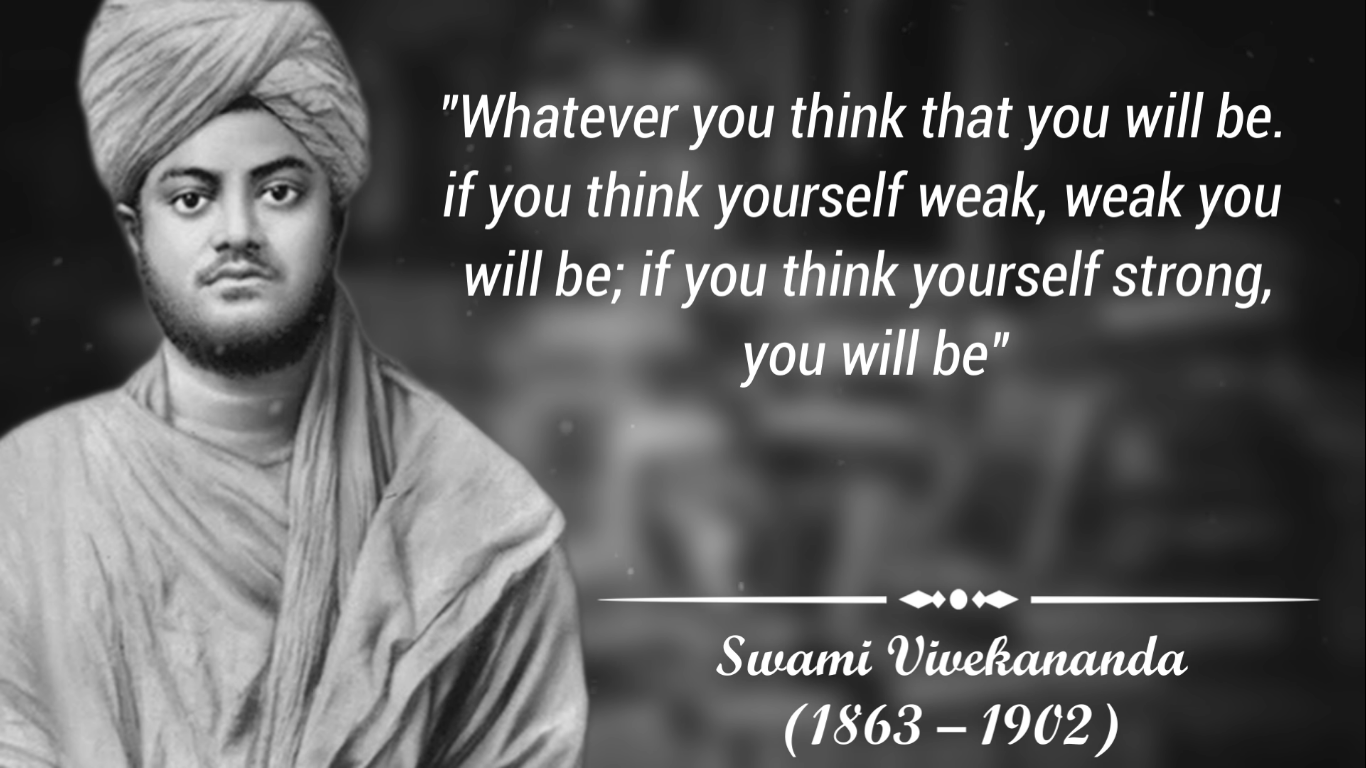 "Whatever you think that you will be.
if you think yourself weak, weak you
will be; if you think yourself strong,
you will be"
Swami Vivekananda
(1863 – 1902)